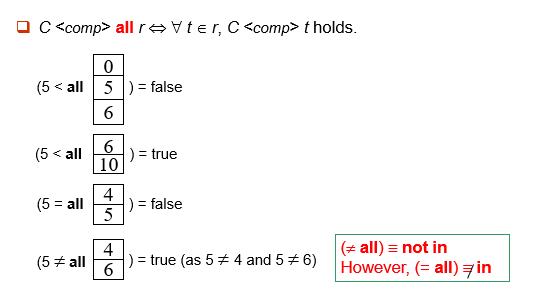 ❑ C <comp> all r ⇔ ∀ t ∈ r, C <comp> t holds.
0
(5 < all 5 ) = false
6
6
(5 < all ) = true
10
4
(5 = all ) = false
5
4
(5 ≠ all ) = true (as 5 ≠ 4 and 5 ≠ 6)
6
(≠ all) ≡ not in
However, (= all) ≢ in